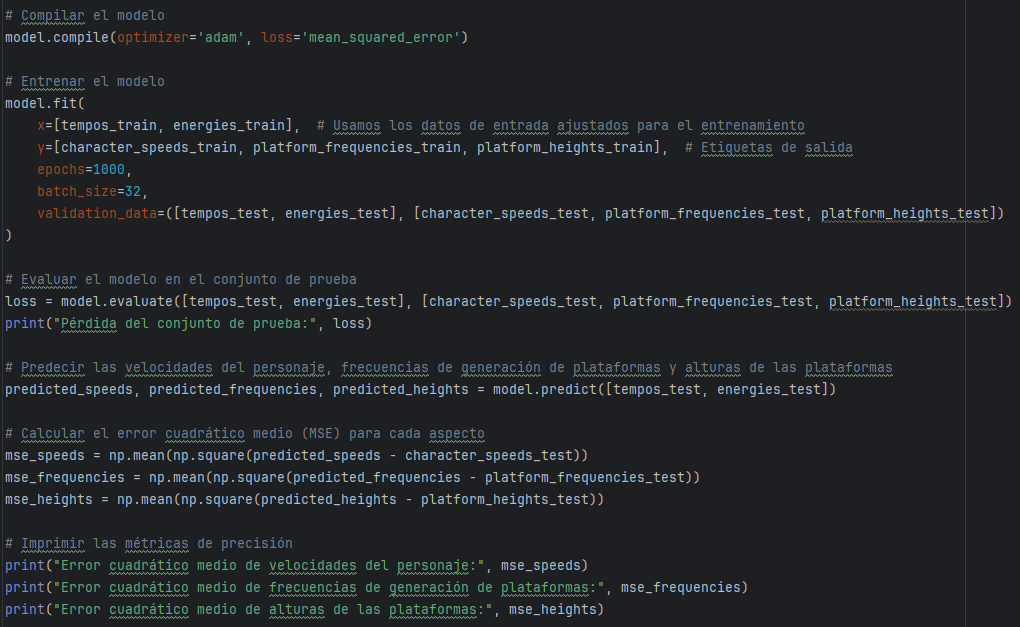 # Compilar el modelo
model.compile(optimizer='adam', loss='mean_squared_error')
# Entrenar el modelo
model.fit(
x=[tempos_train, energies_train],  # Usamos los datos de entrada ajustados para el entrenamiento
y=[character_speeds_train, platform_frequencies_train, platform_heights_train],  # Etiquetas de salida
epochs=1000,
batch_size=32,
validation_data=([tempos_test, energies_test], [character_speeds_test, platform_frequencies_test, platform_heights_test])
)
# Evaluar el modelo en el conjunto de prueba
loss = model.evaluate([tempos_test, energies_test], [character_speeds_test, platform_frequencies_test, platform_heights_test])
print("Pérdida del conjunto de prueba:", loss)
# Predecir las velocidades del personaje, frecuencias de generación de plataformas y alturas de las plataformas
predicted_speeds, predicted_frequencies, predicted_heights = model.predict([tempos_test, energies_test])
# Calcular el error cuadrático medio (MSE) para cada aspecto
mse_speeds = np.mean(np.square(predicted_speeds - character_speeds_test))
mse_frequencies = np.mean(np.square(predicted_frequencies - platform_frequencies_test))
mse_heights = np.mean(np.square(predicted_heights - platform_heights_test))
# Imprimir las métricas de precisión
print("Error cuadrático medio de velocidades del personaje:", mse_speeds)
print("Error cuadrático medio de frecuencias de generación de plataformas:", mse_frequencies)
print("Error cuadrático medio de alturas de las plataformas:", mse_heights)